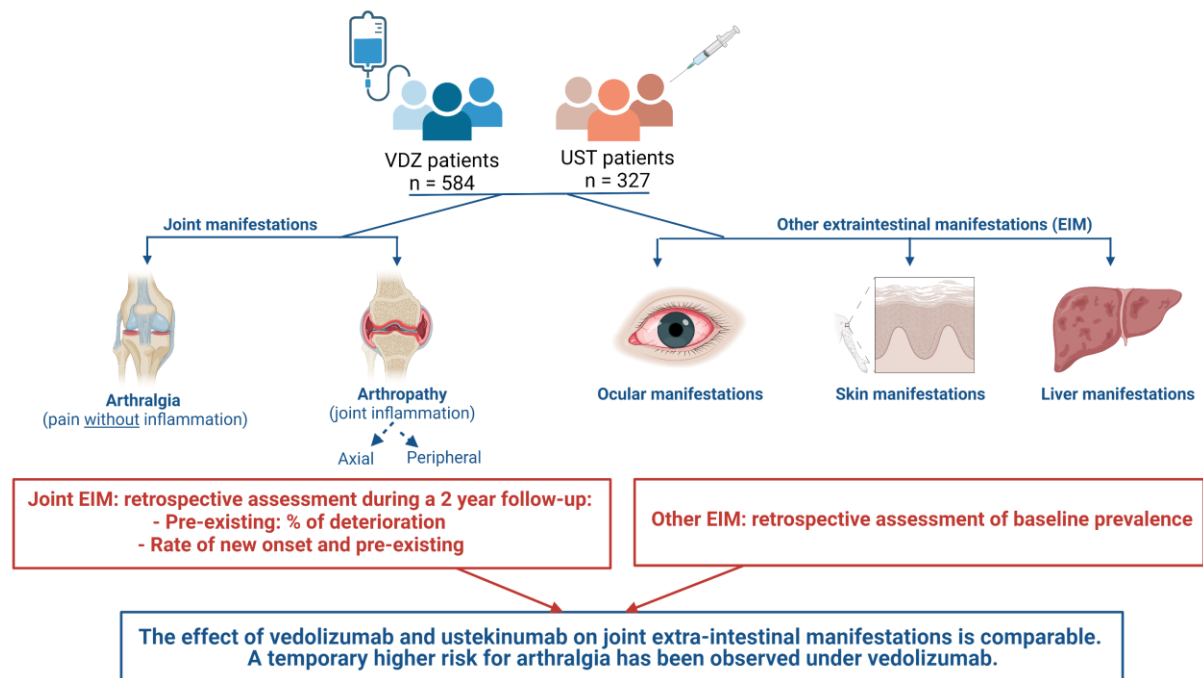 VDZ patients
n = 584
UST patients
n = 327
Joint manifestations
Other extraintestinal manifestations (EIM)
Arthralgia
(pain without inflammation)
Arthropathy
(joint inflammation)
Axial
Peripheral
Ocular manifestations
Skin manifestations
Liver manifestations
Joint EIM: retrospective assessment during a 2 year follow-up:
- Pre-existing: % of deterioration
- Rate of new onset and pre-existing
Other EIM: retrospective assessment of baseline prevalence
The effect of vedolizumab and ustekinumab on joint extra-intestinal manifestations is comparable.
A temporary higher risk for arthralgia has been observed under vedolizumab.